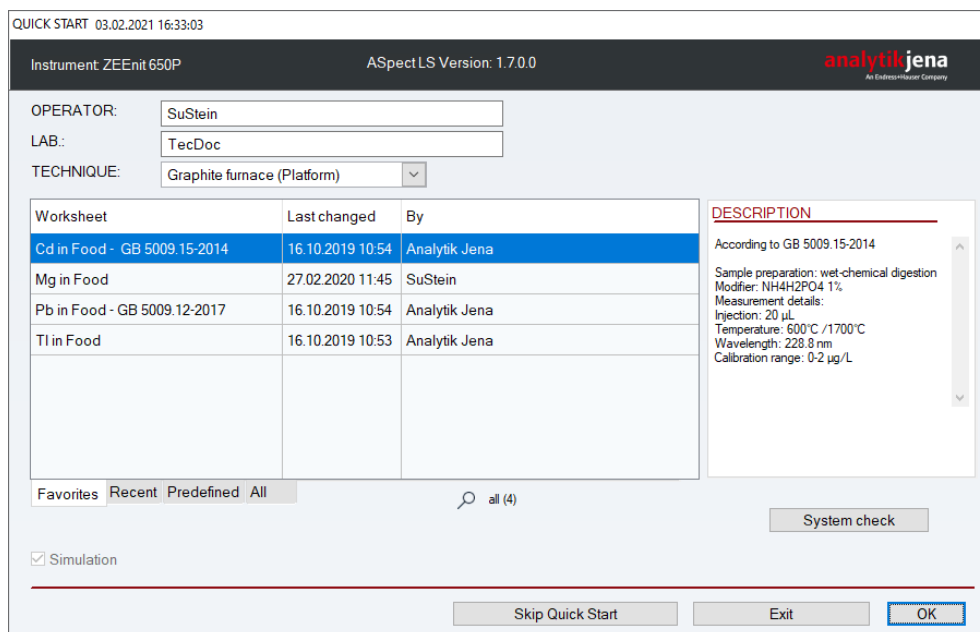 QUICK START 03.02.2021 16:33:03
Instrument: ZEEnit 650P
ASpect LS Version: 1.7.0.0
analytikjena
An Endress+Hauser Company
OPERATOR: SuStein
LAB.: TecDoc
TECHNIQUE: Graphite furnace (Platform)
Worksheet Last changed By
Cd in Food - GB 5009.15-2014 16.10.2019 10:54 Analytik Jena
Mg in Food 27.02.2020 11:45 SuStein
Pb in Food - GB 5009.12-2017 16.10.2019 10:54 Analytik Jena
Tl in Food 16.10.2019 10:53 Analytik Jena
DESCRIPTION
According to GB 5009.15-2014
Sample preparation: wet-chemical digestion
Modifier: NH4H2PO4 1%
Measurement details:
Injection: 20 µL
Temperature: 600°C /1700°C
Wavelength: 228.8 nm
Calibration range: 0-2 µg/L
Favorites Recent Predefined All
all (4)
System check
Simulation
Skip Quick Start Exit OK